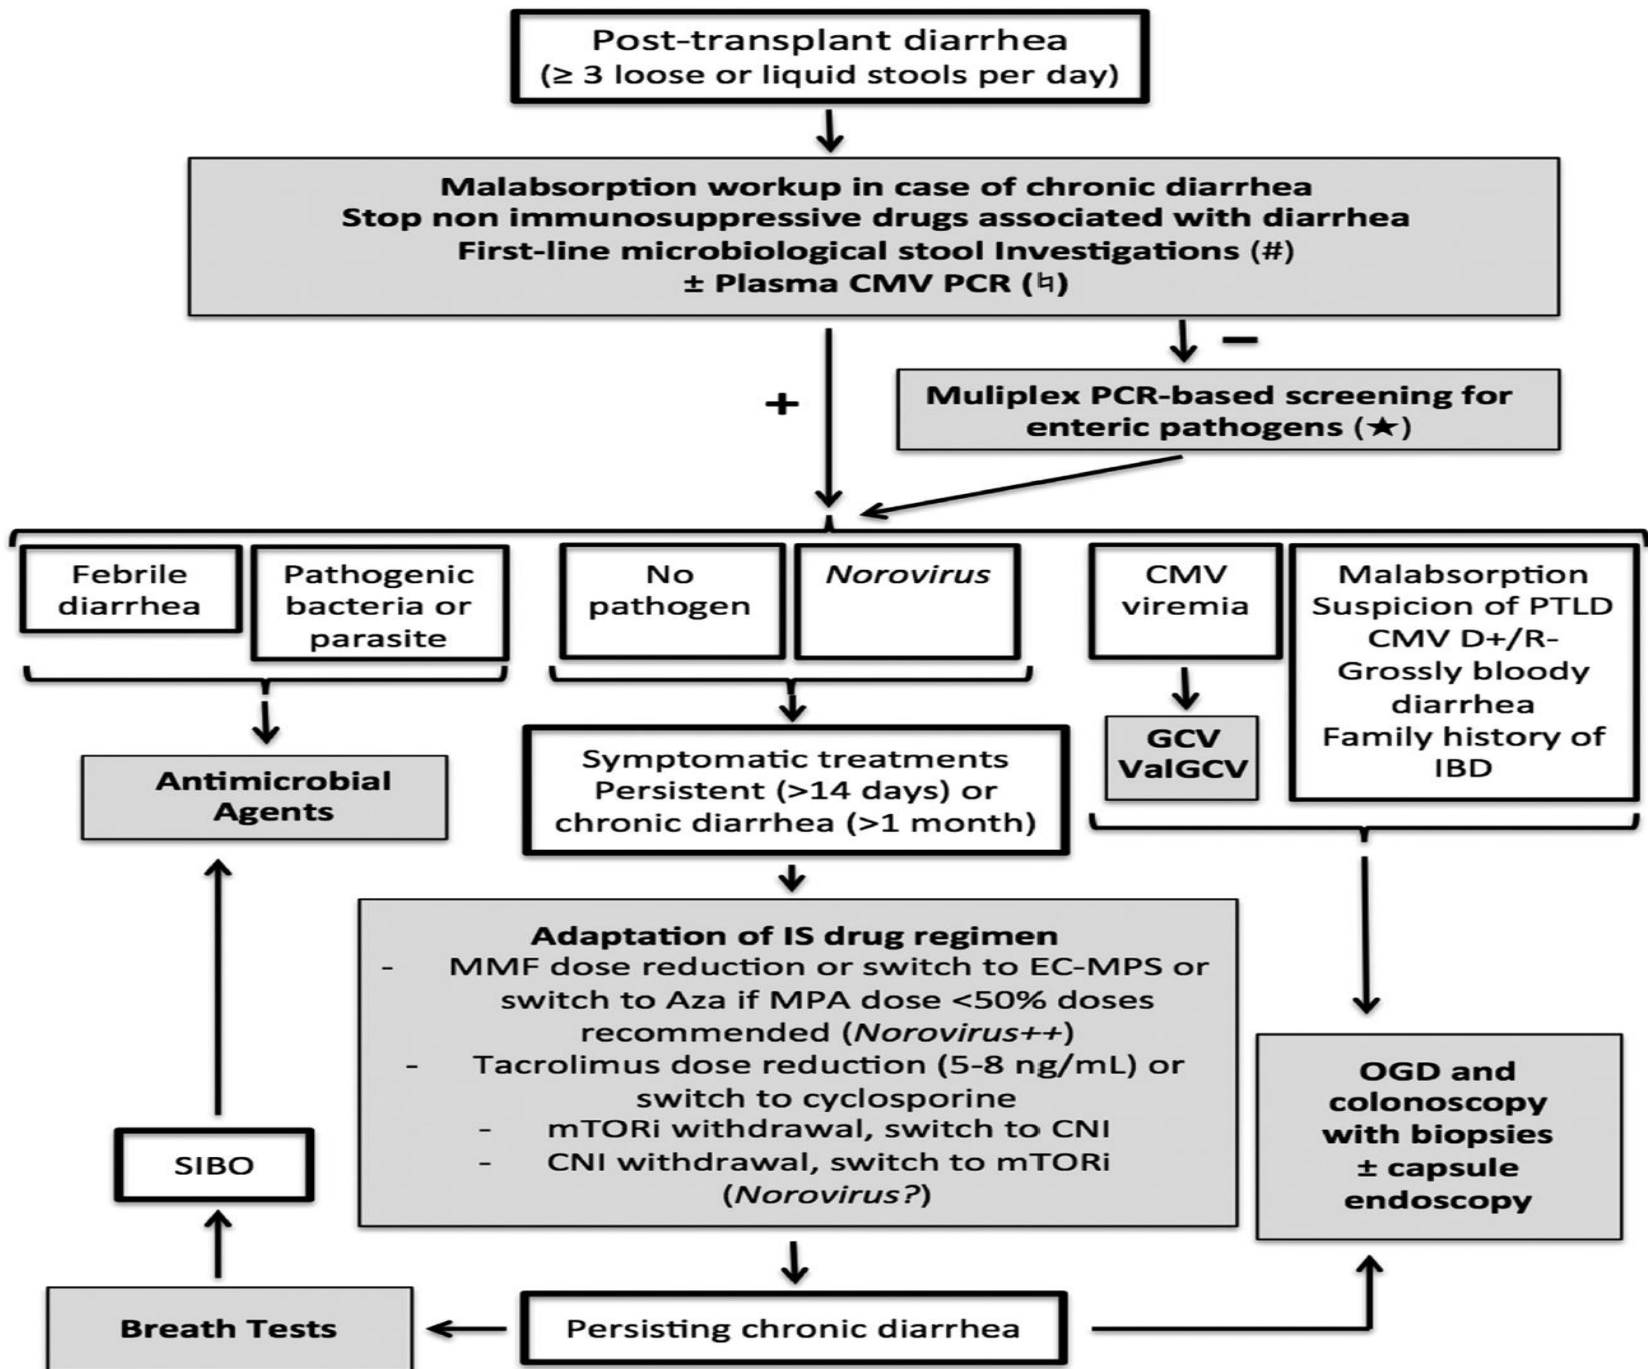 Post-transplant diarrhea
(≥ 3 loose or liquid stools per day)
Malabsorption workup in case of chronic diarrhea
Stop non immunosuppressive drugs associated with diarrhea
First-line microbiological stool Investigations (#)
± Plasma CMV PCR (♮)
+
−
Muliplex PCR-based screening for
enteric pathogens (★)
Febrile
diarrhea
Pathogenic
bacteria or
parasite
No
pathogen
Norovirus
CMV
viremia
Malabsorption
Suspicion of PTLD
CMV D+/R-
Grossly bloody
diarrhea
Family history of
IBD
Antimicrobial
Agents
Symptomatic treatments
Persistent (>14 days) or
chronic diarrhea (>1 month)
GCV
ValGCV
Adaptation of IS drug regimen
- MMF dose reduction or switch to EC-MPS or
switch to Aza if MPA dose <50% doses
recommended (Norovirus++)
- Tacrolimus dose reduction (5-8 ng/mL) or
switch to cyclosporine
- mTORi withdrawal, switch to CNI
- CNI withdrawal, switch to mTORi
(Norovirus?)
OGD and
colonoscopy
with biopsies
± capsule
endoscopy
SIBO
Breath Tests
Persisting chronic diarrhea